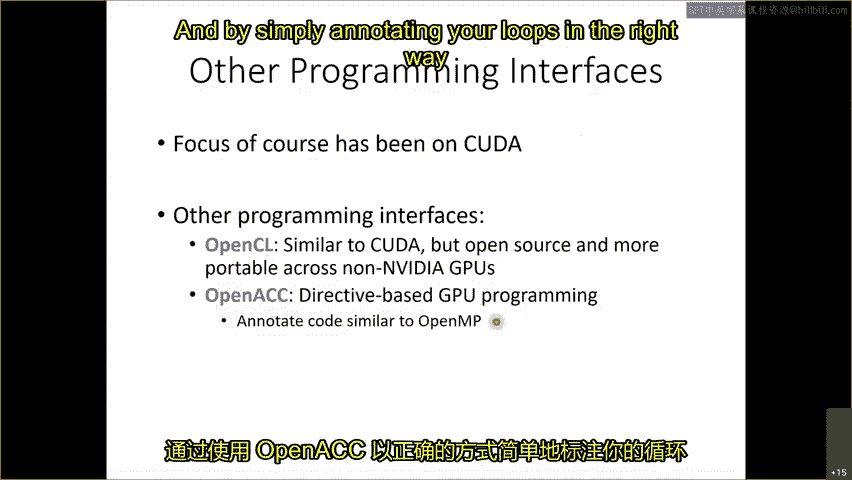 And by simply annotating your loops in the right
way
Other Programming Interfaces
• Focus of course has been on CUDA
• Other programming interfaces:
• OpenCL: Similar to CUDA, but open source and more
portable across non-NVIDIA GPUs
• OpenACC: Directive-based GPU programming
• Annotate code similar to OpenMP
通过使用 OpenACC 以正确的方式简单地标注你的循环
+15